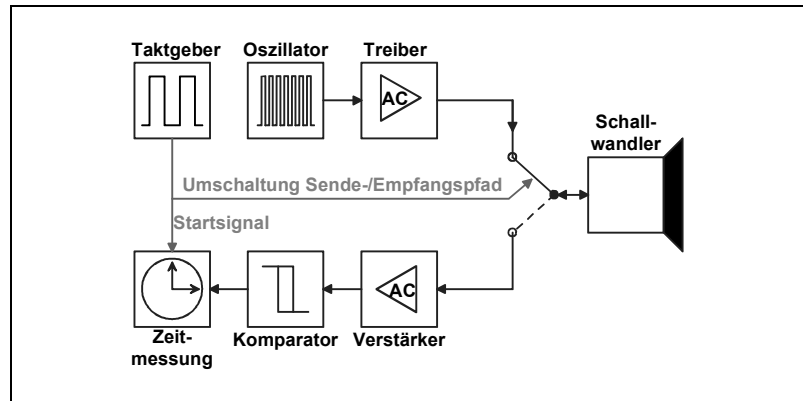 Taktgeber
Oszillator
Treiber
AC
Schall-
wandler
Umschaltung Sende-/Empfangspfad
Startsignal
AC
Zeit-
messung
Komparator
Verstärker